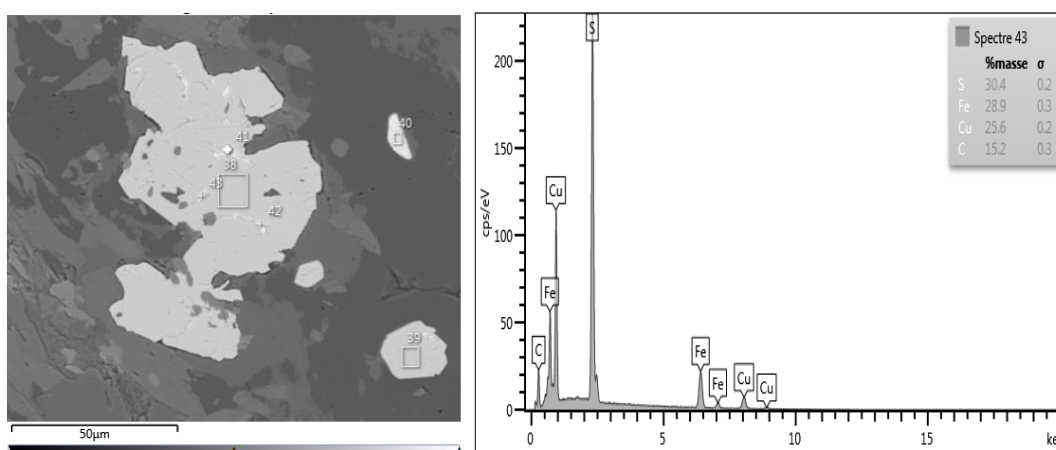 40
41
38
43
42
39
50µm
cps/eV
200
150
100
50
0
S
Cu
Fe
C
Fe
Fe
Cu
Cu
0
5
10
15
ke
Spectre 43
%masse σ
S 30.4 0.2
Fe 28.9 0.3
Cu 25.6 0.2
C 15.2 0.3